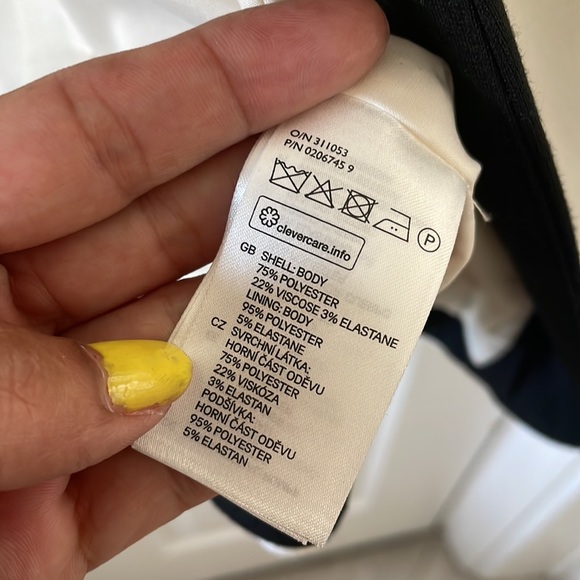 O/N 311053
P/N 0206745 9
P
clevercare.info
GB SHELL: BODY
75% POLYESTER
22% VISCOSE 3% ELASTANE
LINING: BODY
95% POLYESTER
5% ELASTANE
CZ SVRCHNÍ LÁTKA:
HORNÍ ČÁST ODĚVU
75% POLYESTER
22% VISKÓZA
3% ELASTAN
PODŠÍVKA:
HORNÍ ČÁST ODĚVU
95% POLYESTER
5% ELASTAN